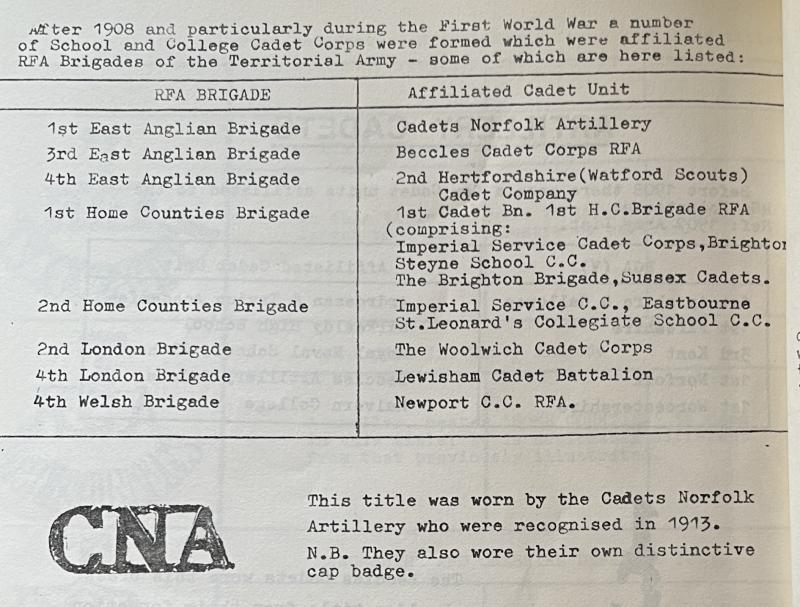 After 1908 and particularly during the First World War a number
of School and College Cadet Corps were formed which were affiliated
RFA Brigades of the Territorial Army - some of which are here listed:
RFA BRIGADE Affiliated Cadet Unit
1st East Anglian Brigade Cadets Norfolk Artillery
3rd East Anglian Brigade Beccles Cadet Corps RFA
4th East Anglian Brigade 2nd Hertfordshire(Watford Scouts)
Cadet Company
1st Home Counties Brigade 1st Cadet Bn. 1st H.C.Brigade RFA
(comprising:
Imperial Service Cadet Corps,Brighton
Steyne School C.C.
The Brighton Brigade,Sussex Cadets.
2nd Home Counties Brigade Imperial Service C.C., Eastbourne
St.Leonard's Collegiate School C.C.
2nd London Brigade The Woolwich Cadet Corps
4th London Brigade Lewisham Cadet Battalion
4th Welsh Brigade Newport C.C. RFA.
CNA
This title was worn by the Cadets Norfolk
Artillery who were recognised in 1913.
N.B. They also wore their own distinctive
cap badge.